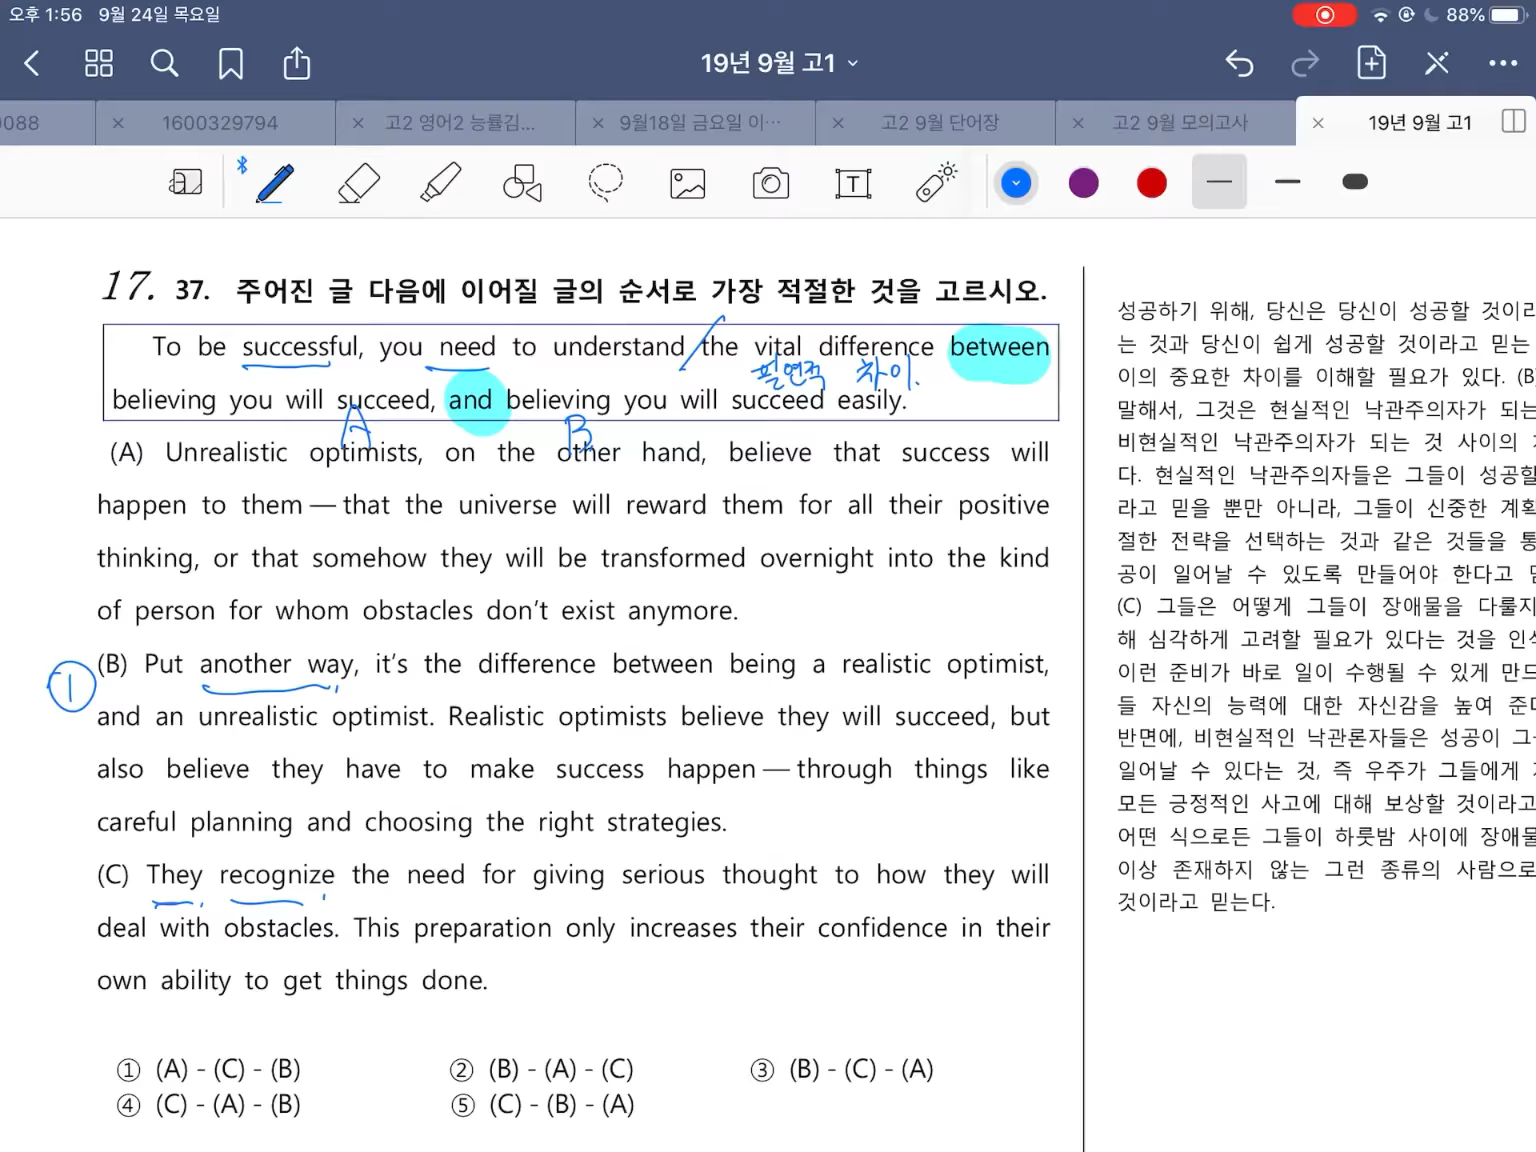 오후 1:56 9월 24일 목요일
88%
19년 9월 고1
0088
1600329794
고2 영어2 능률김...
9월18일 금요일 이...
고2 9월 단어장
고2 9월 모의고사
19년 9월 고1
17. 37. 주어진 글 다음에 이어질 글의 순서로 가장 적절한 것을 고르시오.
To be successful, you need to understand the vital difference between
필연적 차이.
believing you will succeed, and believing you will succeed easily.
A B
(A) Unrealistic optimists, on the other hand, believe that success will
happen to them — that the universe will reward them for all their positive
thinking, or that somehow they will be transformed overnight into the kind
of person for whom obstacles don't exist anymore.
①
(B) Put another way, it's the difference between being a realistic optimist,
and an unrealistic optimist. Realistic optimists believe they will succeed, but
also believe they have to make success happen — through things like
careful planning and choosing the right strategies.
(C) They recognize the need for giving serious thought to how they will
deal with obstacles. This preparation only increases their confidence in their
own ability to get things done.
① (A) - (C) - (B) ② (B) - (A) - (C) ③ (B) - (C) - (A)
④ (C) - (A) - (B) ⑤ (C) - (B) - (A)
성공하기 위해, 당신은 당신이 성공할 것이라
는 것과 당신이 쉽게 성공할 것이라고 믿는
이의 중요한 차이를 이해할 필요가 있다. (B)
말해서, 그것은 현실적인 낙관주의자가 되는
비현실적인 낙관주의자가 되는 것 사이의
다. 현실적인 낙관주의자들은 그들이 성공할
라고 믿을 뿐만 아니라, 그들이 신중한 계획
절한 전략을 선택하는 것과 같은 것들을 통
공이 일어날 수 있도록 만들어야 한다고
(C) 그들은 어떻게 그들이 장애물을 다룰지
해 심각하게 고려할 필요가 있다는 것을 인식
이런 준비가 바로 일이 수행될 수 있게 만드
들 자신의 능력에 대한 자신감을 높여 준다
반면에, 비현실적인 낙관론자들은 성공이 그
일어날 수 있다는 것, 즉 우주가 그들에게
모든 긍정적인 사고에 대해 보상할 것이라고
어떤 식으로든 그들이 하룻밤 사이에 장애물
이상 존재하지 않는 그런 종류의 사람으로
것이라고 믿는다.